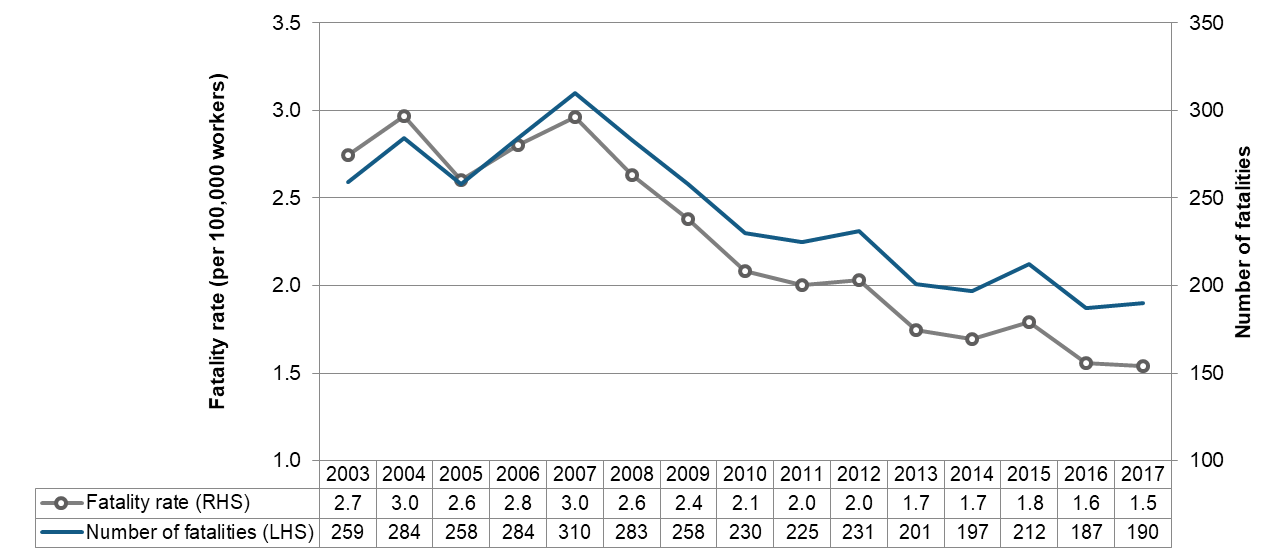 3.5
3.0
2.5
2.0
1.5
1.0
Fatality rate (per 100,000 workers)
350
300
250
200
150
100
Number of fatalities
2003 2004 2005 2006 2007 2008 2009 2010 2011 2012 2013 2014 2015 2016 2017
Fatality rate (RHS) 2.7 3.0 2.6 2.8 3.0 2.6 2.4 2.1 2.0 2.0 1.7 1.7 1.8 1.6 1.5
Number of fatalities (LHS) 259 284 258 284 310 283 258 230 225 231 201 197 212 187 190